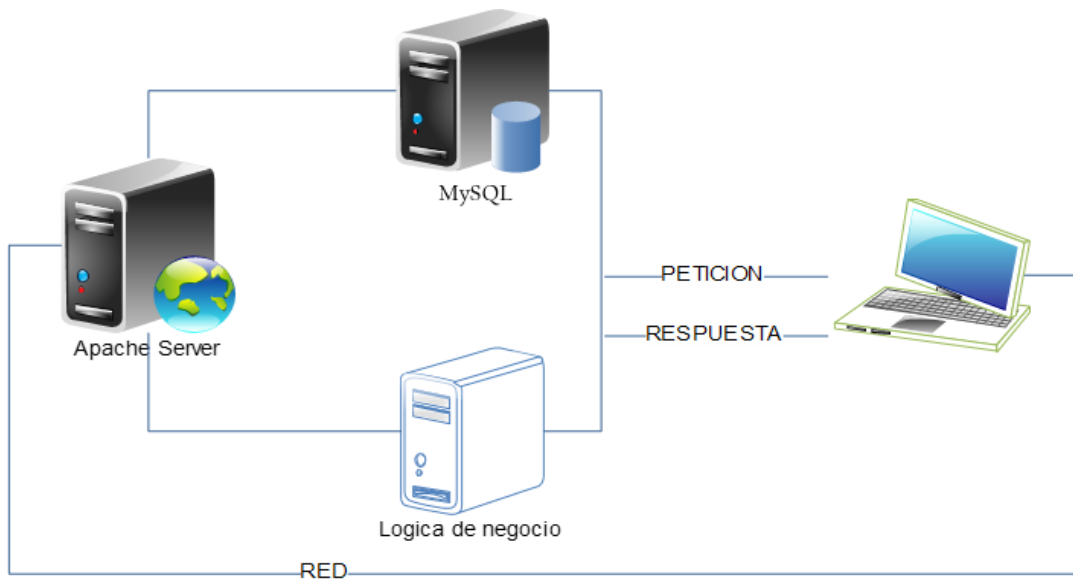 MySQL
PETICION
RESPUESTA
Apache Server
Logica de negocio
RED